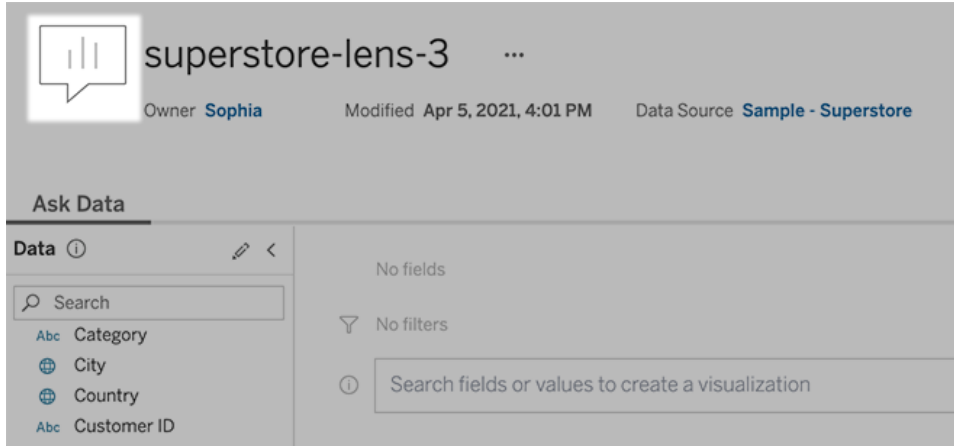 superstore-lens-3 ...
Owner Sophia Modified Apr 5, 2021, 4:01 PM Data Source Sample - Superstore
Ask Data
Data
Search
Abc Category
City
Country
Abc Customer ID
No fields
No filters
Search fields or values to create a visualization